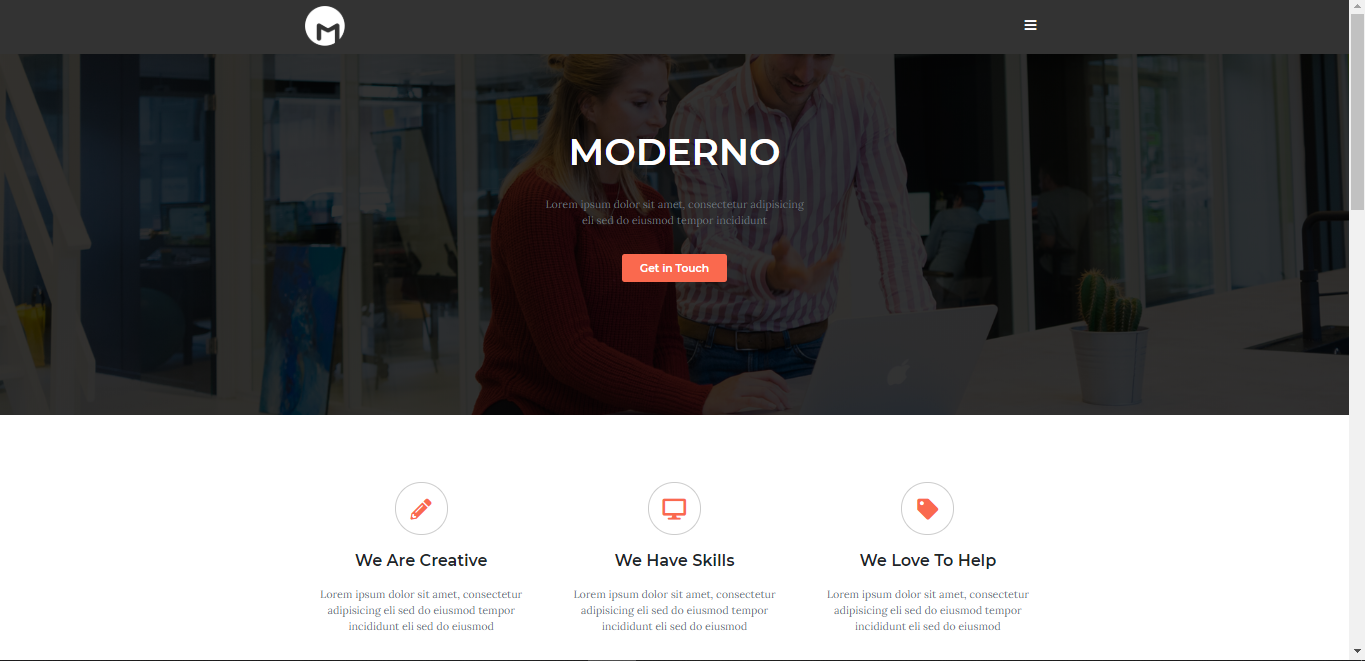 M
MODERNO
Lorem ipsum dolor sit amet, consectetur adipisicing
eli sed do eiusmod tempor incididunt
Get in Touch
We Are Creative
We Have Skills
We Love To Help
Lorem ipsum dolor sit amet, consectetur
adipisicing eli sed do eiusmod tempor
incididunt eli sed do eiusmod
Lorem ipsum dolor sit amet, consectetur
adipisicing eli sed do eiusmod tempor
incididunt eli sed do eiusmod
Lorem ipsum dolor sit amet, consectetur
adipisicing eli sed do eiusmod tempor
incididunt eli sed do eiusmod